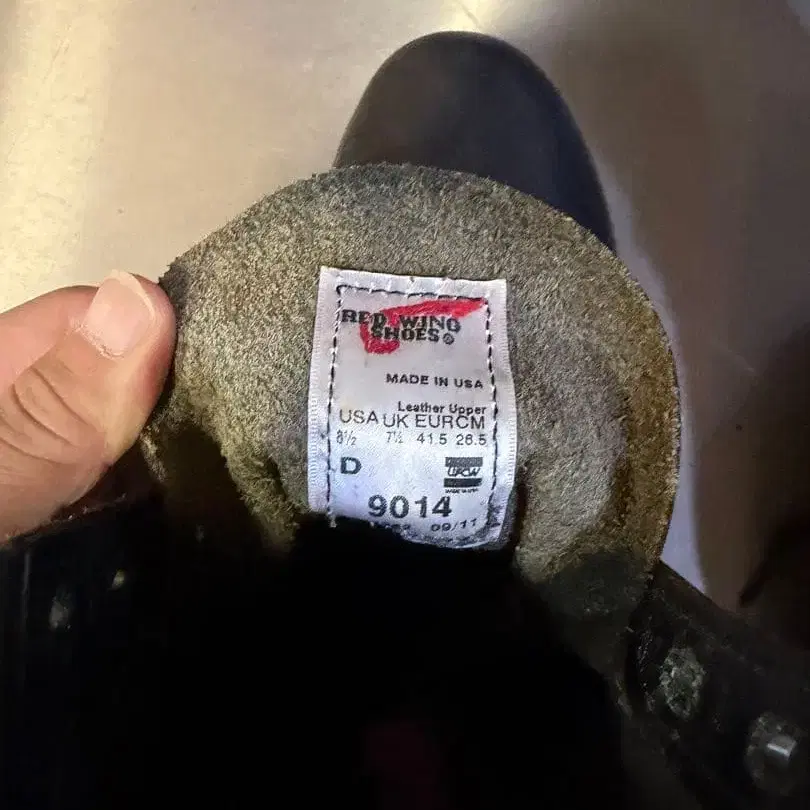 RED WING
SHOES®
MADE IN USA
Leather Upper
USA UK EUR CM
8½ 7½ 41.5 26.5
D
UFCW
9014
09/11